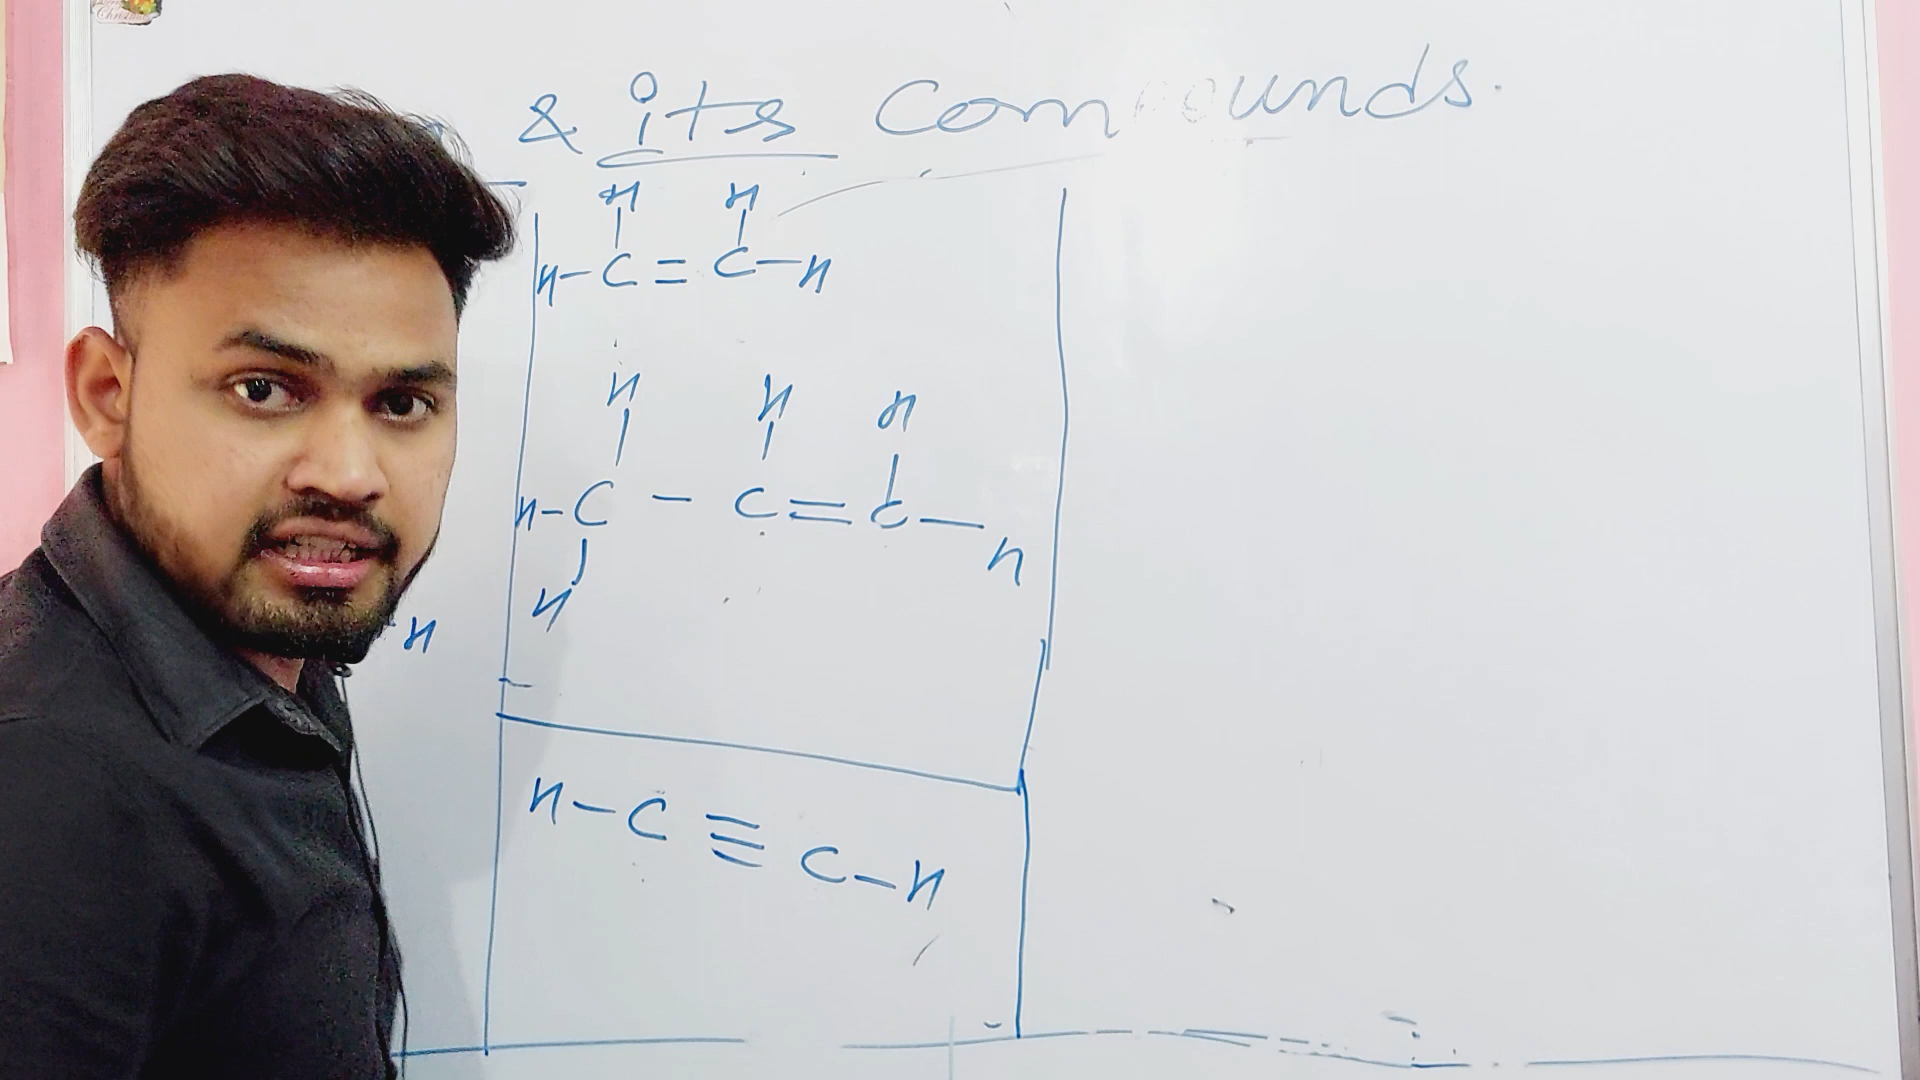 & its Compounds.
H H
H-C=C-H
H H H
H-C-C=C-H
H
H
H-C≡C-H